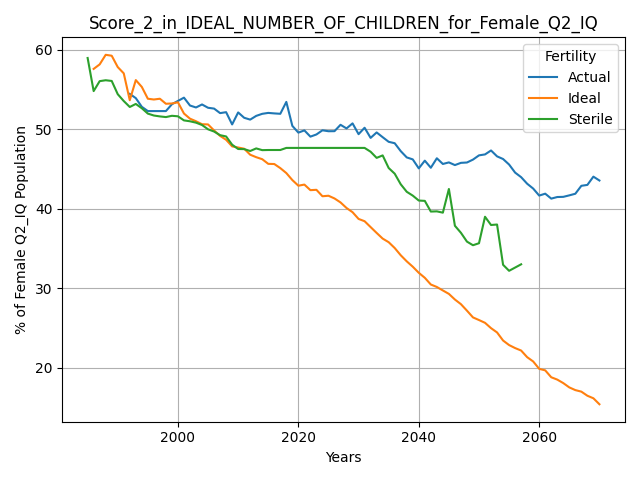 Score_2_in_IDEAL_NUMBER_OF_CHILDREN_for_Female_Q2_IQ
Fertility
Actual
Ideal
Sterile
% of Female Q2_IQ Population
60
50
40
30
20
2000 2020 2040 2060
Years